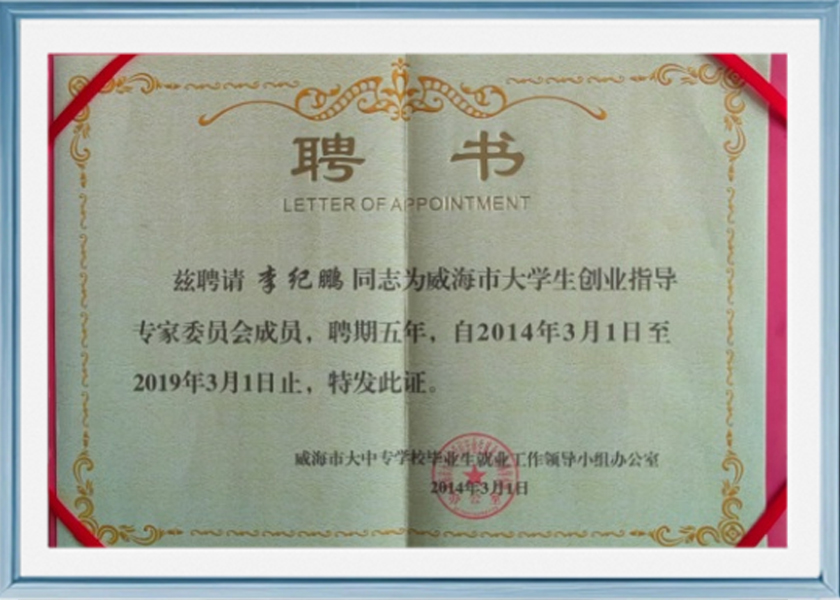 聘 书
LETTER OF APPOINTMENT
兹聘请 李纪鹏 同志为威海市大学生创业指导
专家委员会成员，聘期五年，自2014年3月1日至
2019年3月1日止，特发此证。
威海市大中专学校毕业生就业工作领导小组办公室
2014年3月1日